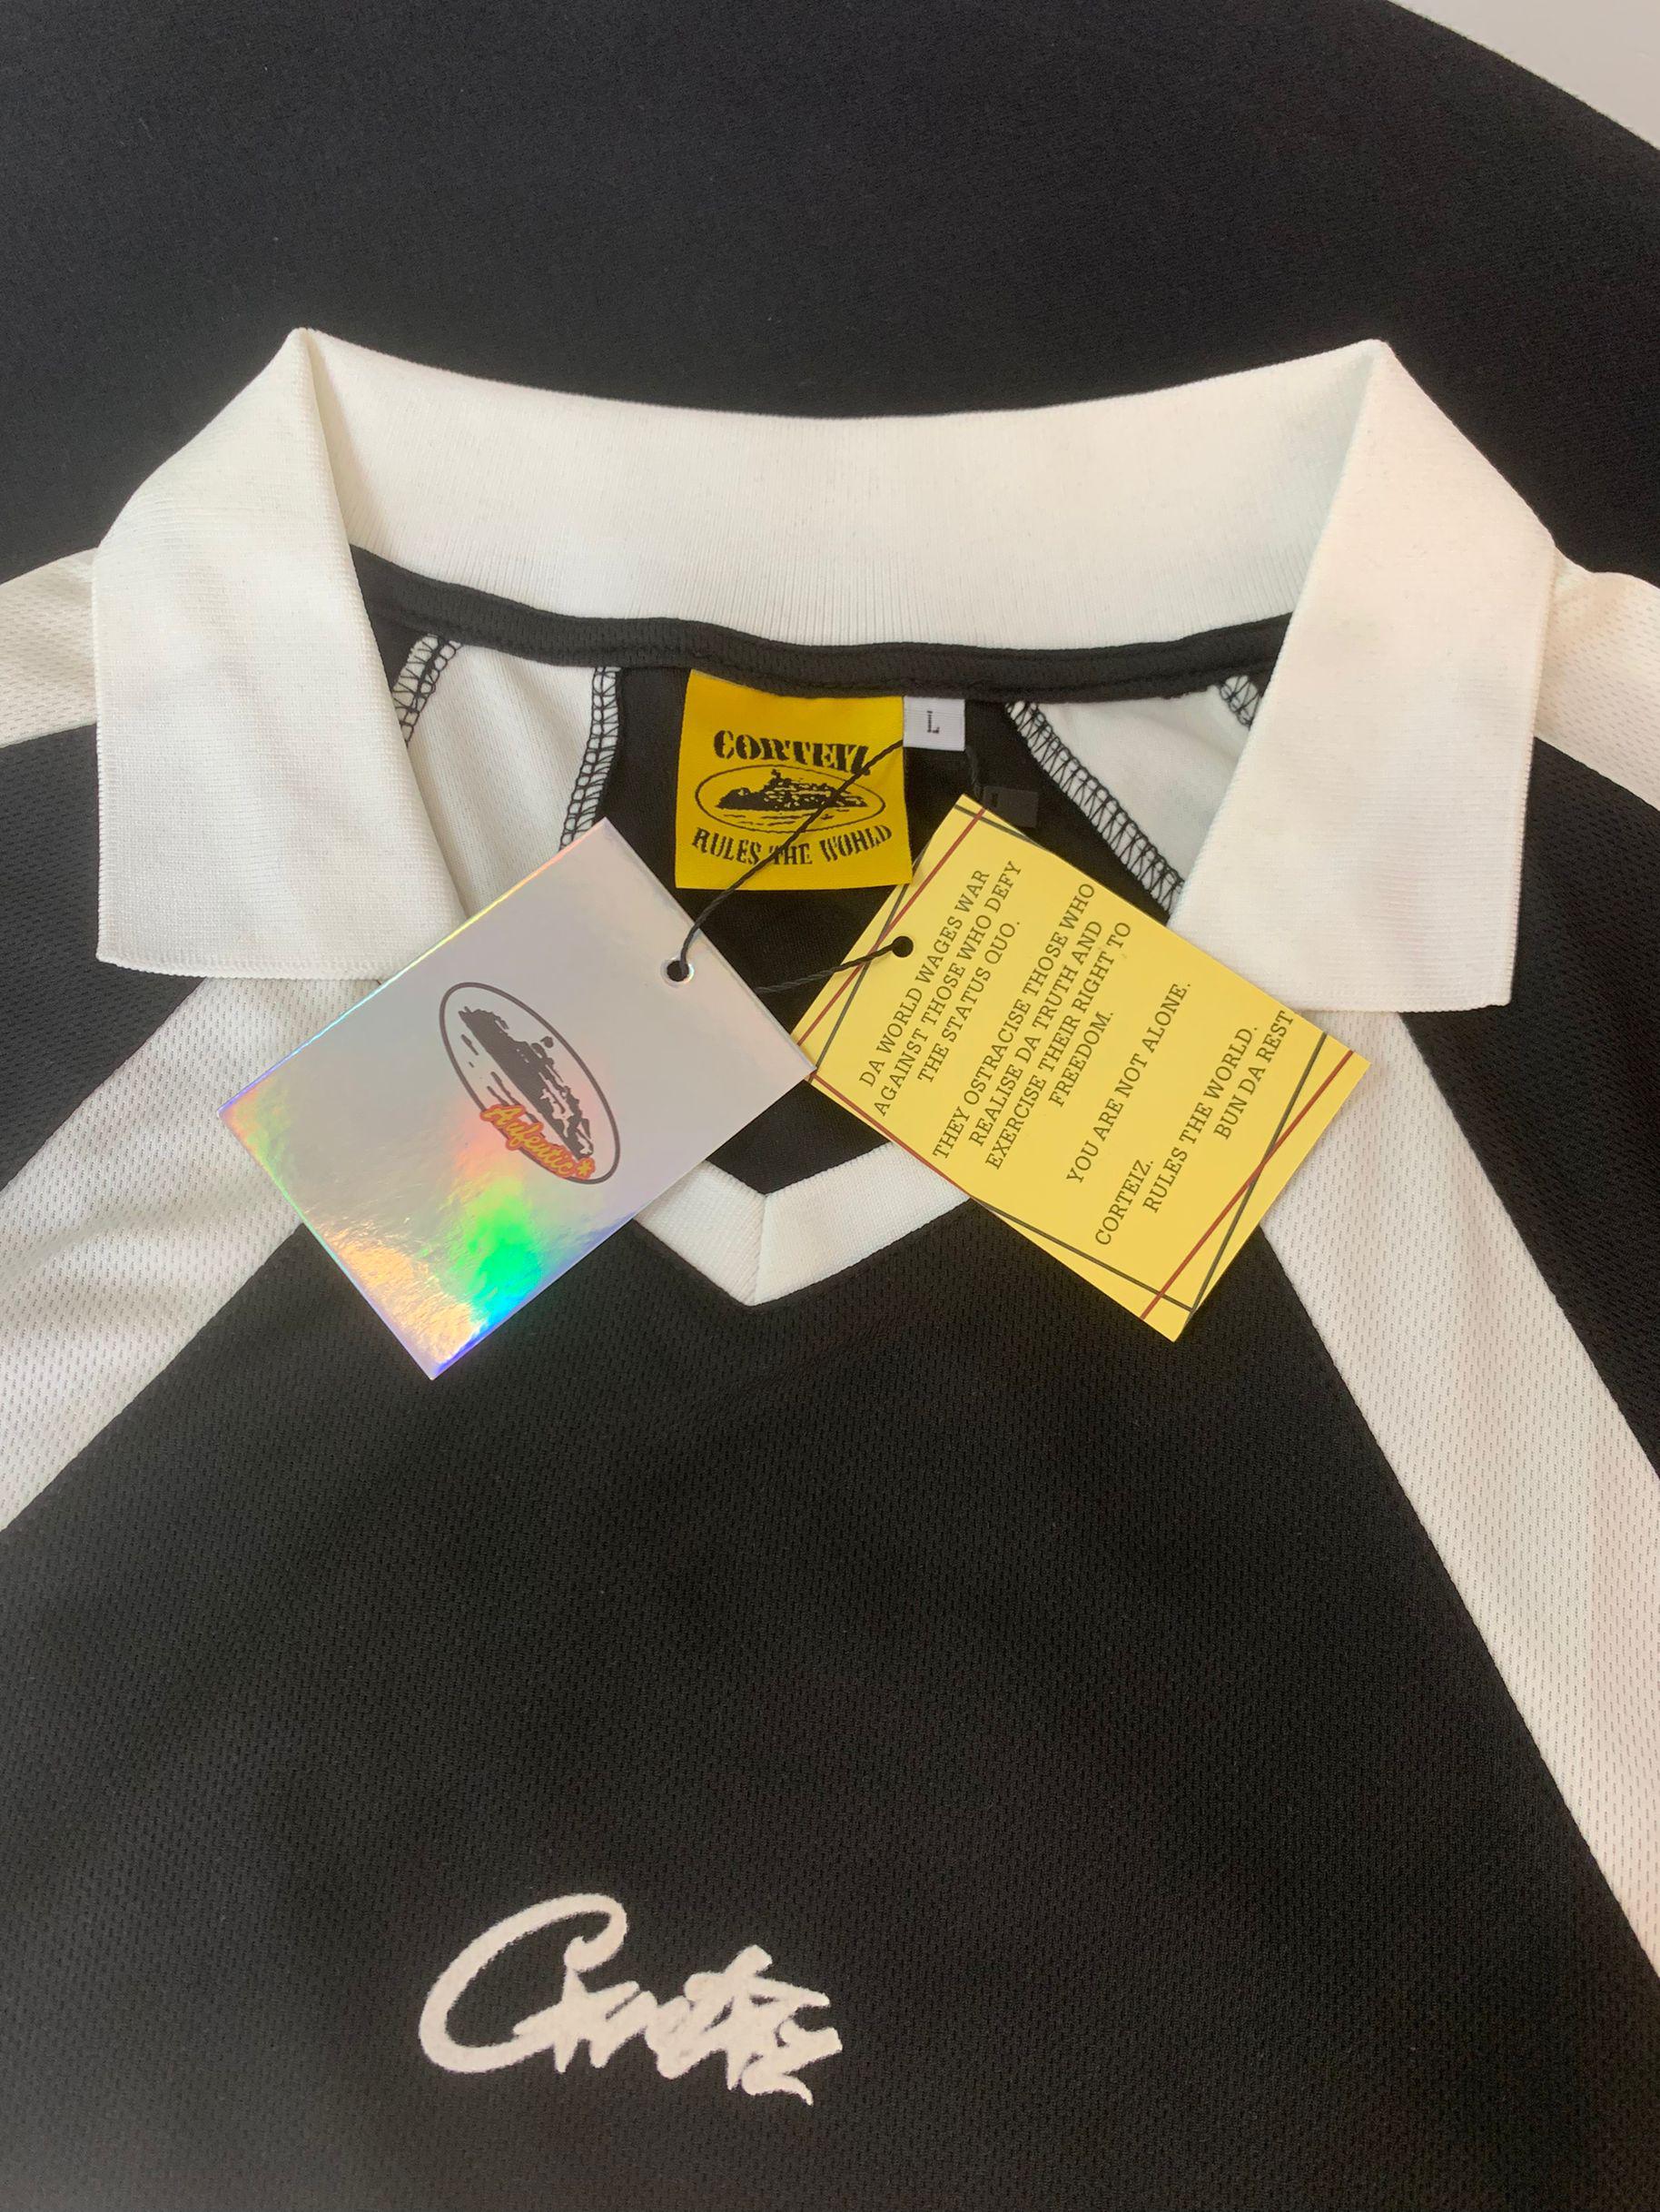 CORTEIZ
RULES THE WORLD
L
Aufentic*
DA WORLD WAGES WAR
AGAINST THOSE WHO DEFY
THE STATUS QUO.
THEY OSTRACISE THOSE WHO
REALISE DA TRUTH AND
EXERCISE THEIR RIGHT TO
FREEDOM.
YOU ARE NOT ALONE.
CORTEIZ.
RULES THE WORLD.
BUN DA REST
Corteiz